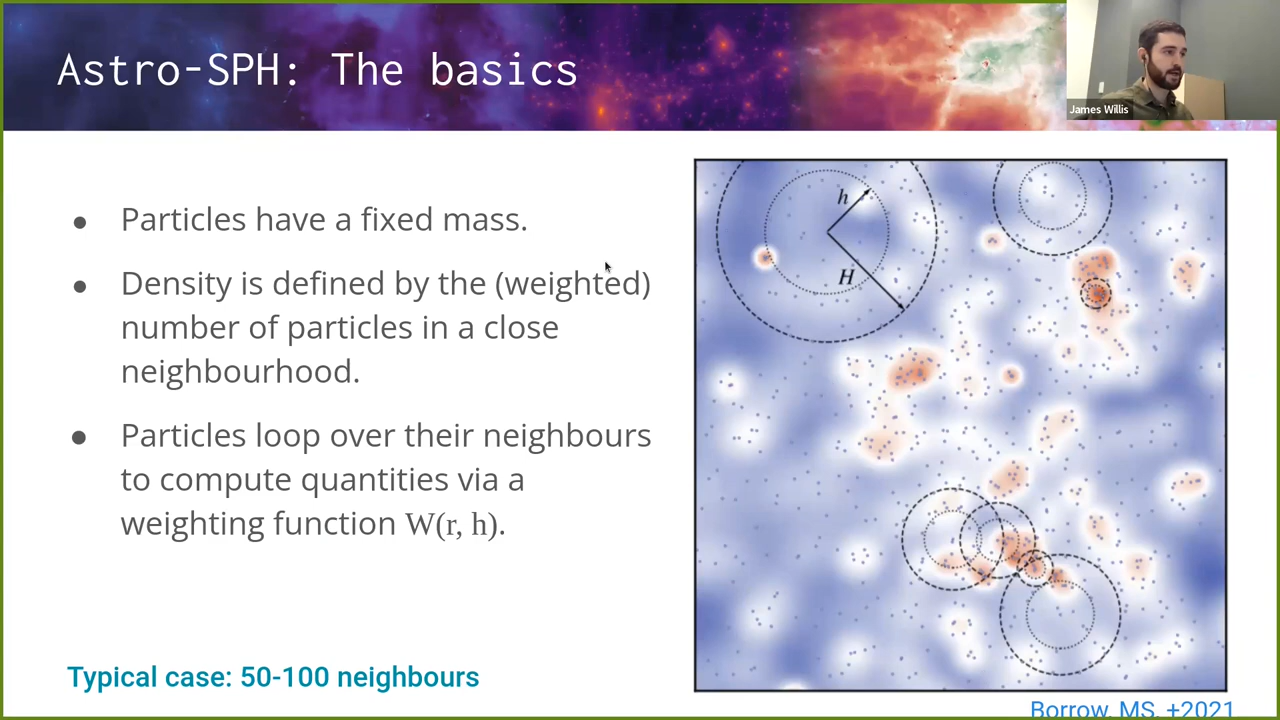 Astro-SPH: The basics
James Willis
● Particles have a fixed mass.
● Density is defined by the (weighted)
number of particles in a close
neighbourhood.
● Particles loop over their neighbours
to compute quantities via a
weighting function W(r, h).
Typical case: 50-100 neighbours
h
H
Borrow, MS, +2021